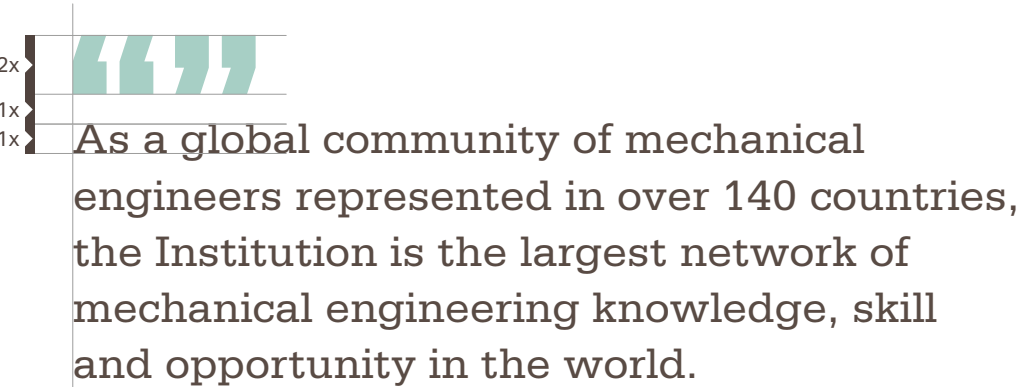 2x
““””
1x
1x
As a global community of mechanical
engineers represented in over 140 countries,
the Institution is the largest network of
mechanical engineering knowledge, skill
and opportunity in the world.